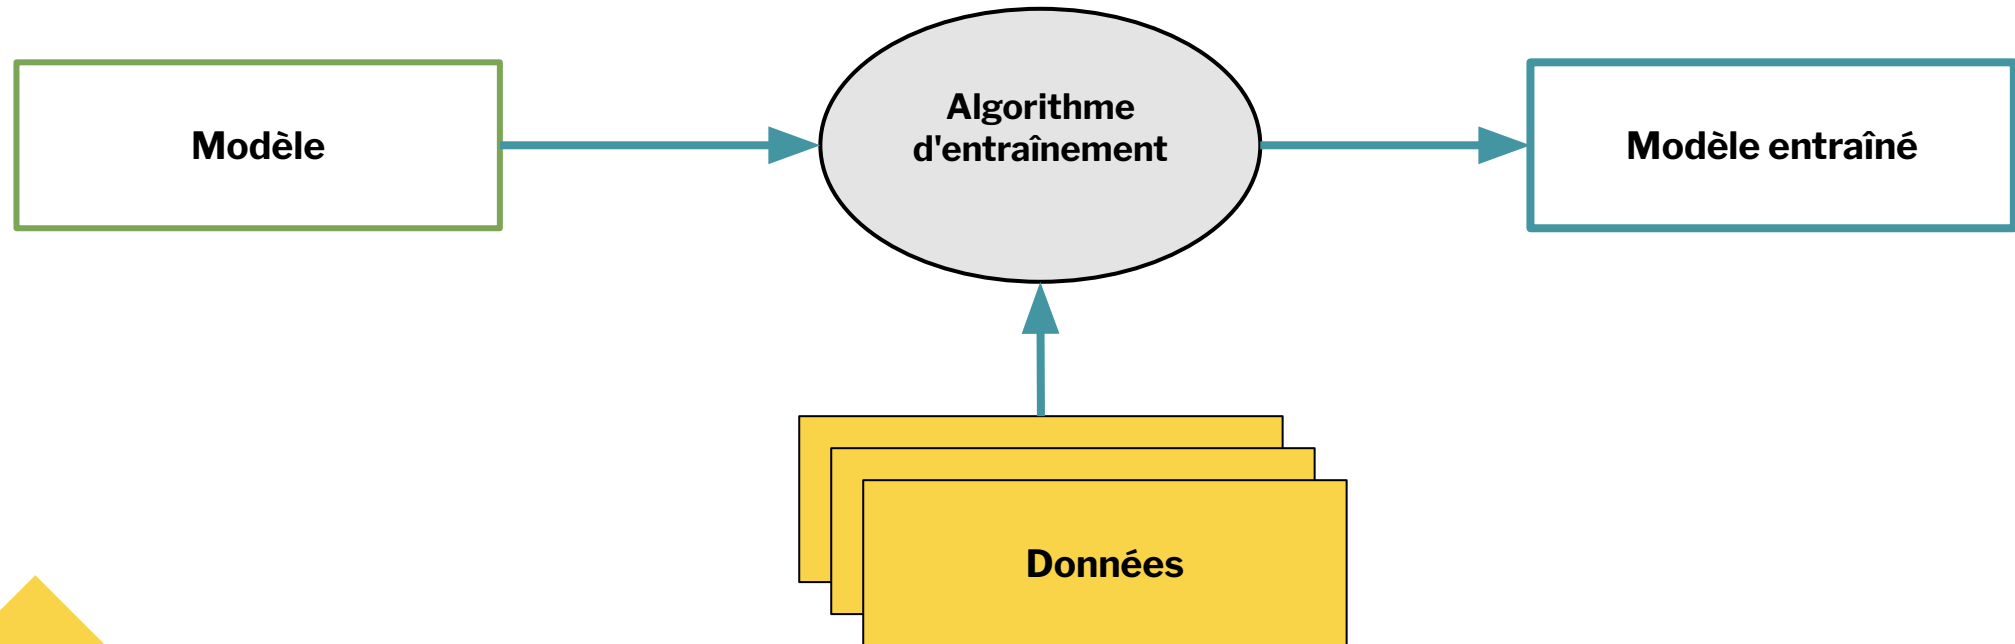 Modèle
Algorithme
d'entraînement
Modèle entraîné
Données